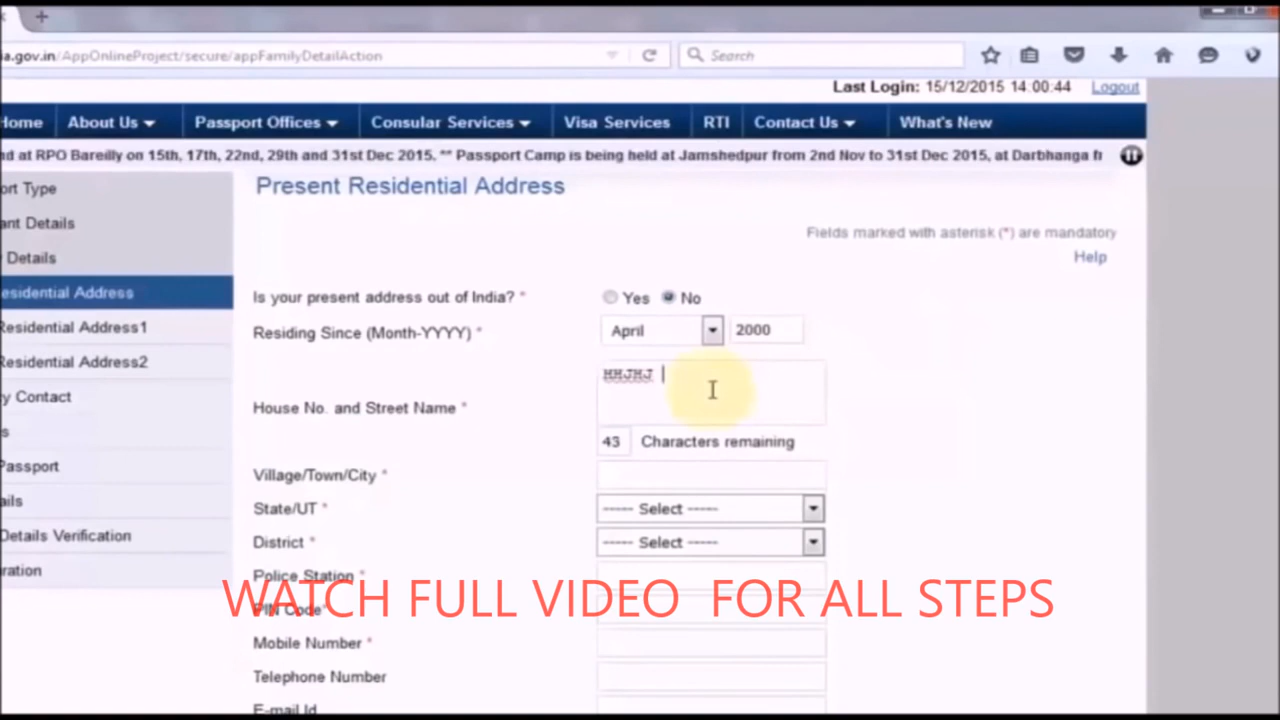 ia.gov.in/AppOnlineProject/secure/appFamilyDetailAction
Search
Last Login: 15/12/2015 14:00:44 Logout
Home About Us Passport Offices Consular Services Visa Services RTI Contact Us What's New
nd at RPO Bareilly on 15th, 17th, 22nd, 29th and 31st Dec 2015. ** Passport Camp is being held at Jamshedpur from 2nd Nov to 31st Dec 2015, at Darbhanga fr
ort Type
ant Details
Details
esidential Address
Residential Address1
Residential Address2
y Contact
s
Passport
ails
Details Verification
ration
Present Residential Address
Fields marked with asterisk (*) are mandatory
Help
Is your present address out of India? * Yes No
Residing Since (Month-YYYY) * April 2000
HHJHJ
House No. and Street Name *
43 Characters remaining
Village/Town/City *
State/UT * ----- Select -----
District * ----- Select -----
Police Station *
WATCH FULL VIDEO FOR ALL STEPS
PIN Code *
Mobile Number *
Telephone Number
E-mail Id